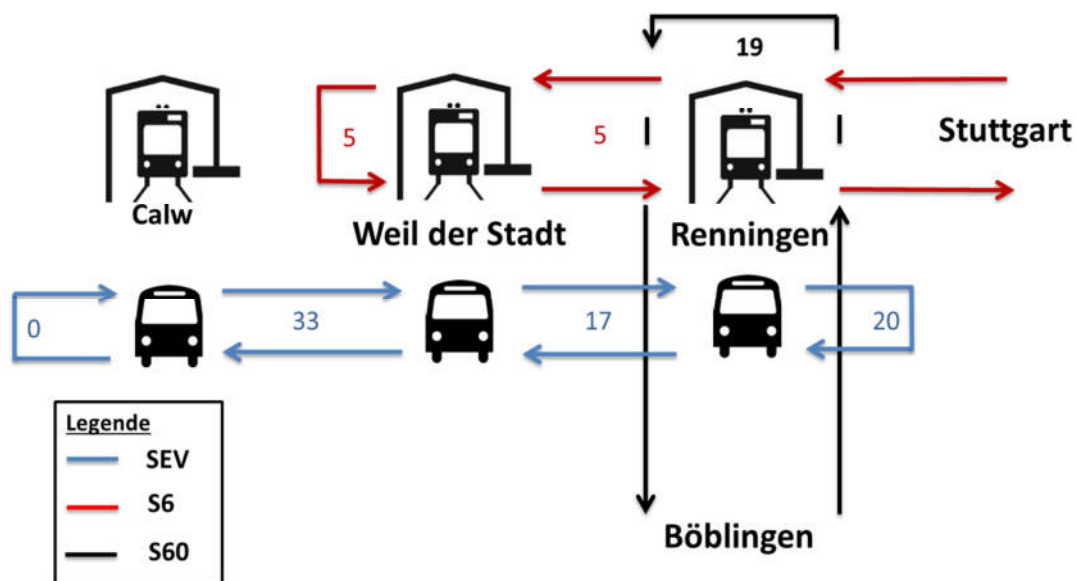 19
5
5
Stuttgart
Calw
Weil der Stadt
Renningen
0
33
17
20
Legende
SEV
S6
S60
Böblingen